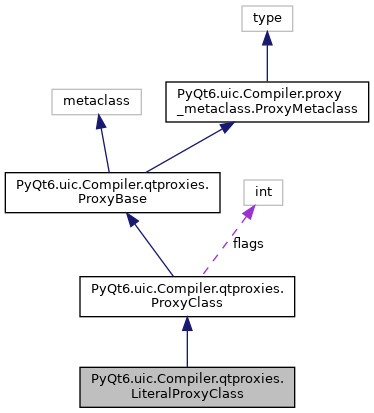 type
PyQt6.uic.Compiler.proxy
_metaclass.ProxyMetaclass
metaclass
PyQt6.uic.Compiler.qtproxies.
ProxyBase
int
flags
PyQt6.uic.Compiler.qtproxies.
ProxyClass
PyQt6.uic.Compiler.qtproxies.
LiteralProxyClass